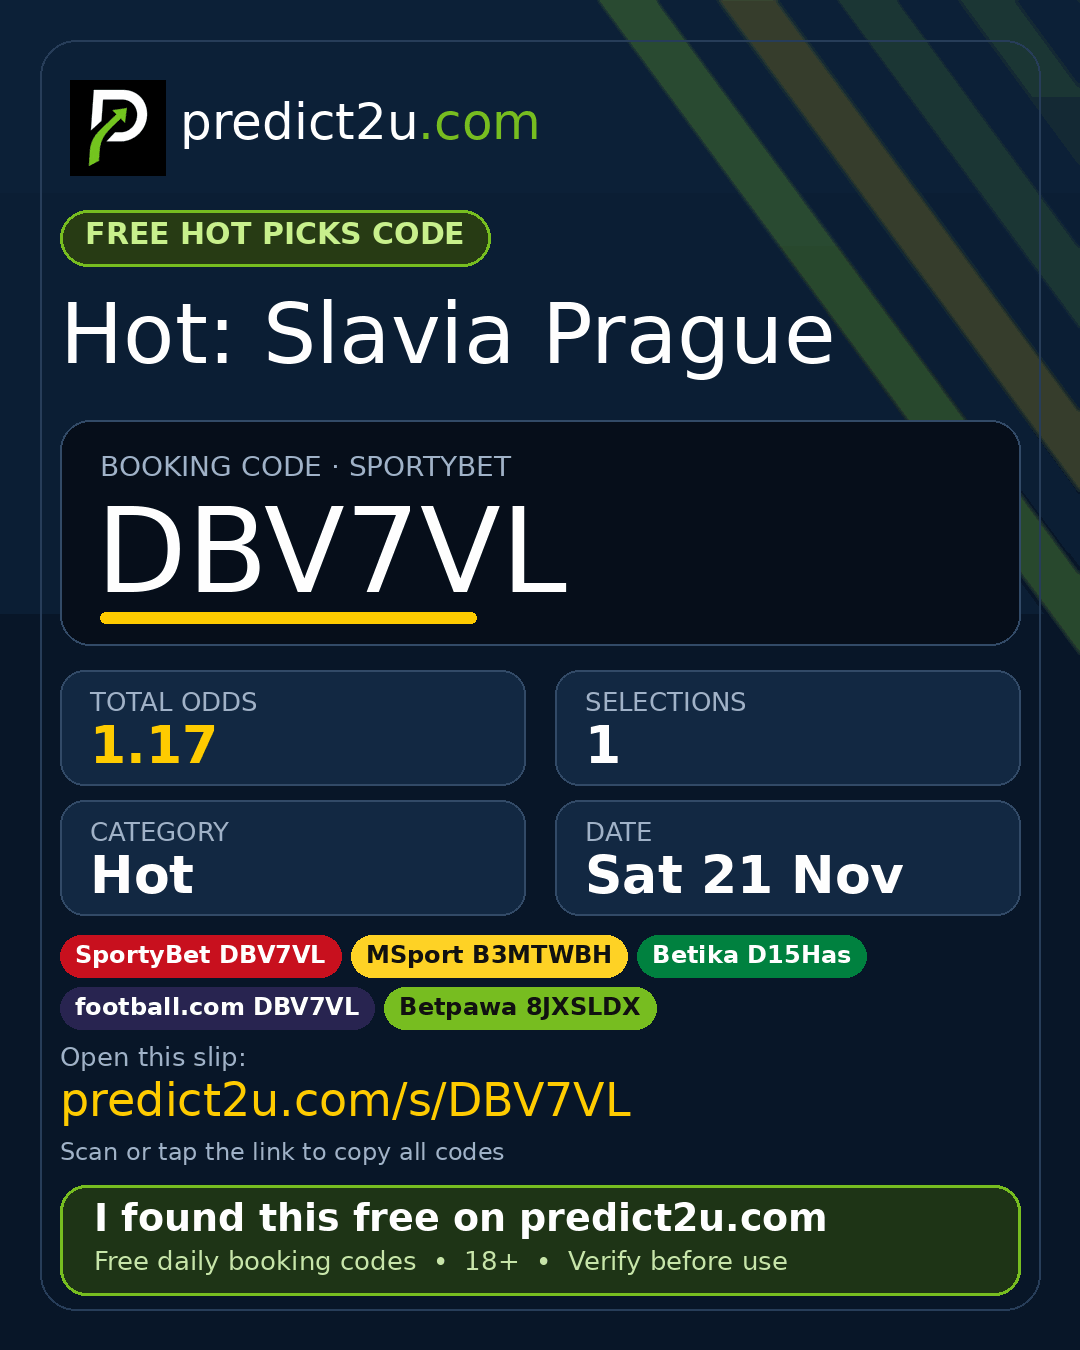 predict2u.com
FREE HOT PICKS CODE
Hot: Slavia Prague
BOOKING CODE · SPORTYBET
DBV7VL
TOTAL ODDS
1.17
SELECTIONS
1
CATEGORY
Hot
DATE
Sat 21 Nov
SportyBet DBV7VL
MSport B3MTWBH
Betika D15Has
football.com DBV7VL
Betpawa 8JXSLDX
Open this slip:
predict2u.com/s/DBV7VL
Scan or tap the link to copy all codes
I found this free on predict2u.com
Free daily booking codes • 18+ • Verify before use